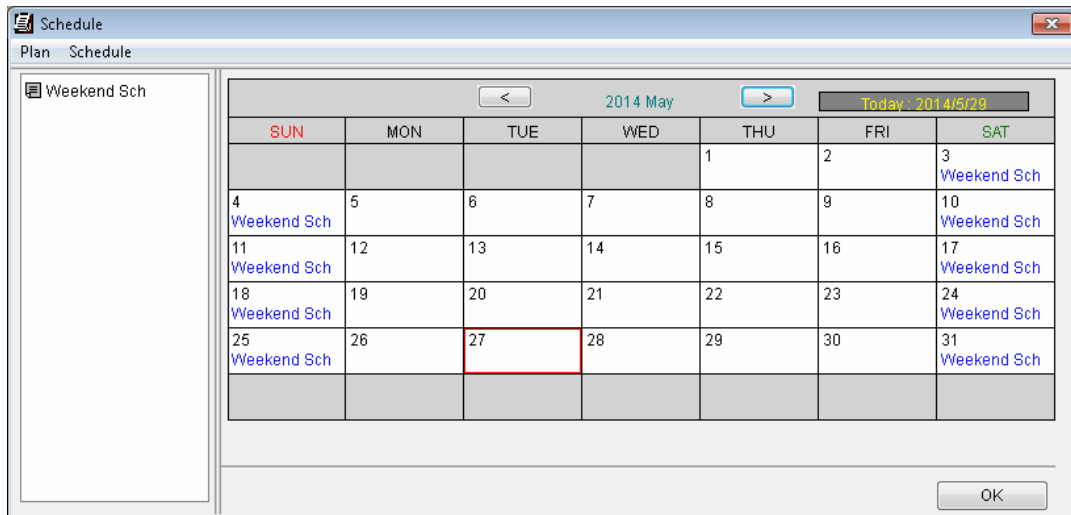 Schedule
Plan Schedule
Weekend Sch
< 2014 May > Today : 2014/5/29
SUN MON TUE WED THU FRI SAT
1 2 3
Weekend Sch
4 5 6 7 8 9 10
Weekend Sch Weekend Sch
11 12 13 14 15 16 17
Weekend Sch Weekend Sch
18 19 20 21 22 23 24
Weekend Sch Weekend Sch
25 26 27 28 29 30 31
Weekend Sch Weekend Sch
OK